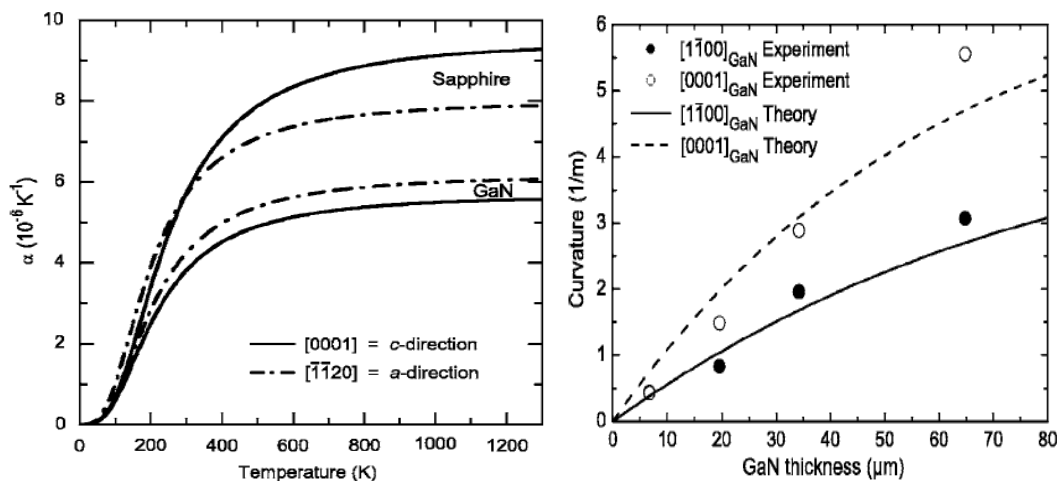 10
8
6
4
2
0
α (10⁻⁶ K⁻¹)
Sapphire
GaN
[0001] = c-direction
[1̅1̅20] = a-direction
0 200 400 600 800 1000 1200
Temperature (K)
6
5
4
3
2
1
0
Curvature (1/m)
[11̅00]GaN Experiment
[0001]GaN Experiment
[11̅00]GaN Theory
[0001]GaN Theory
0 10 20 30 40 50 60 70 80
GaN thickness (μm)